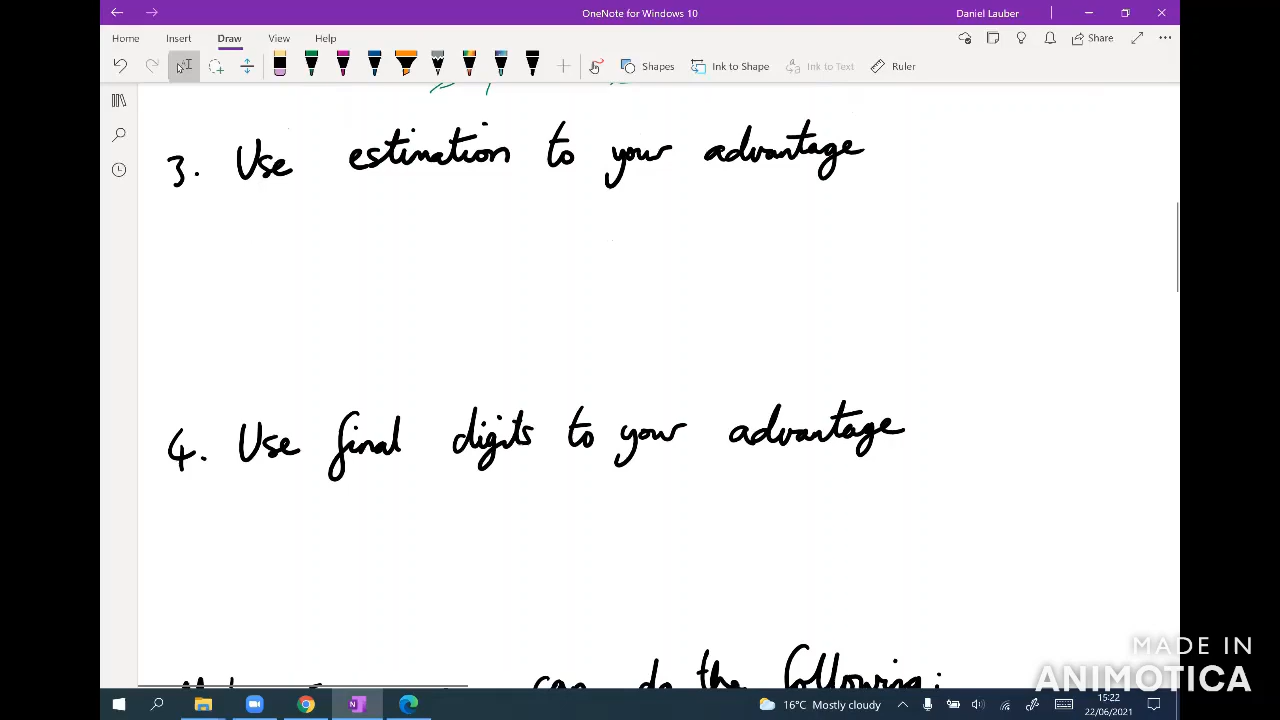 OneNote for Windows 10
Daniel Lauber
Home Insert Draw View Help
Share
Shapes Ink to Shape Ink to Text Ruler
3. Use estination to your advantage
4. Use final digits to your advantage
can do the following:
MADE IN
ANIMOTICA
16°C Mostly cloudy
15:22
22/06/2021